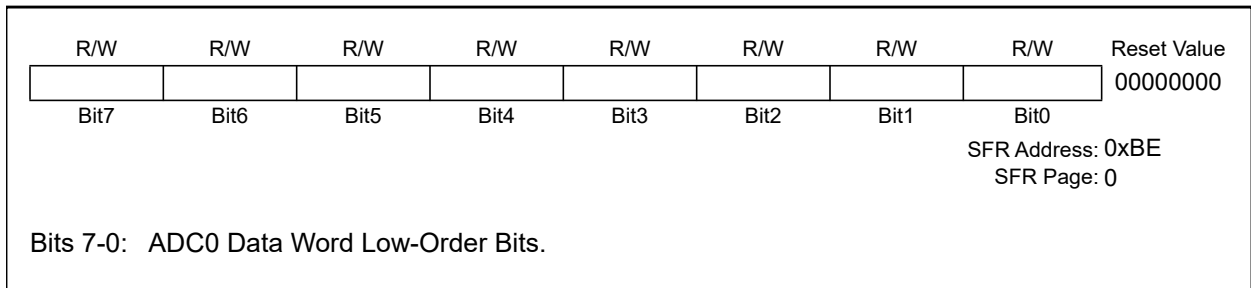 R/W R/W R/W R/W R/W R/W R/W R/W Reset Value
00000000
Bit7 Bit6 Bit5 Bit4 Bit3 Bit2 Bit1 Bit0
SFR Address: 0xBE
SFR Page: 0
Bits 7-0: ADC0 Data Word Low-Order Bits.